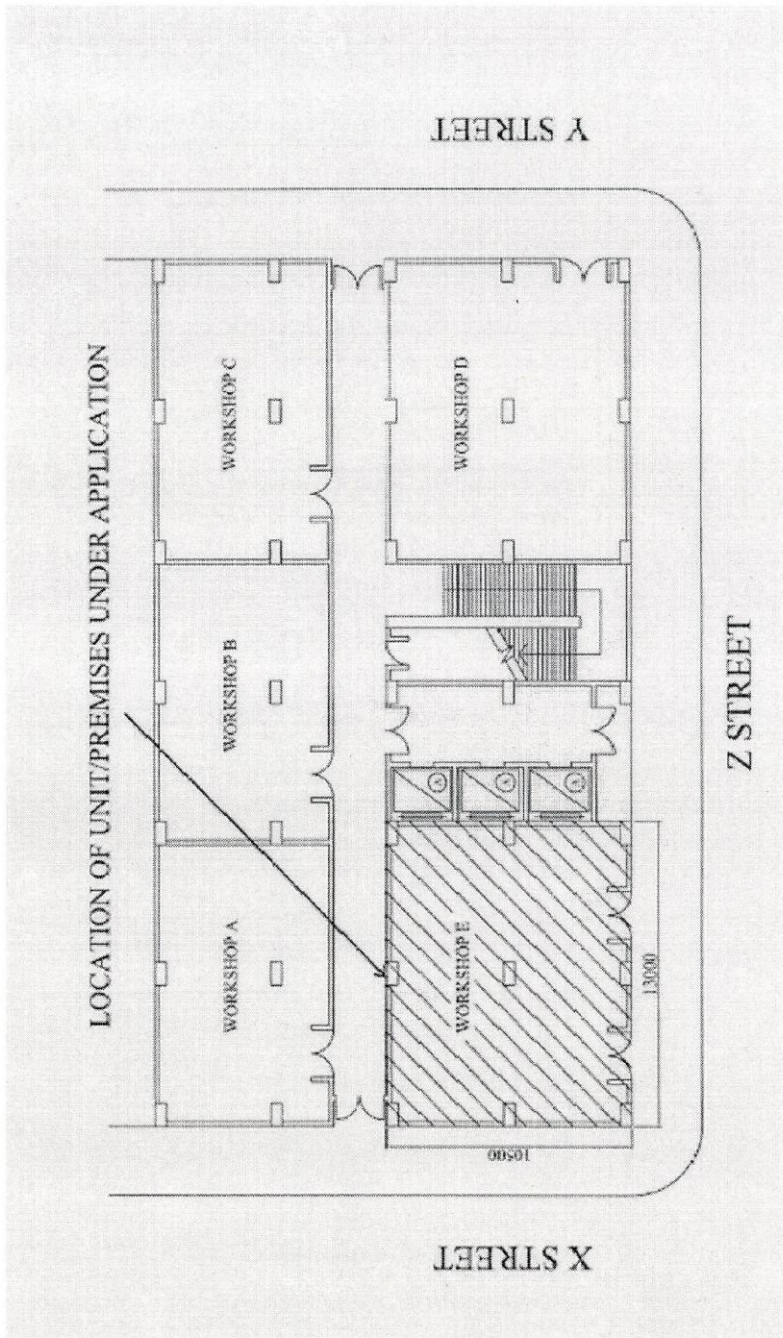 LOCATION OF UNIT/PREMISES UNDER APPLICATION
WORKSHOP A
WORKSHOP B
WORKSHOP C
WORKSHOP E
WORKSHOP D
A
A
A
10500
13000
X STREET
Y STREET
Z STREET